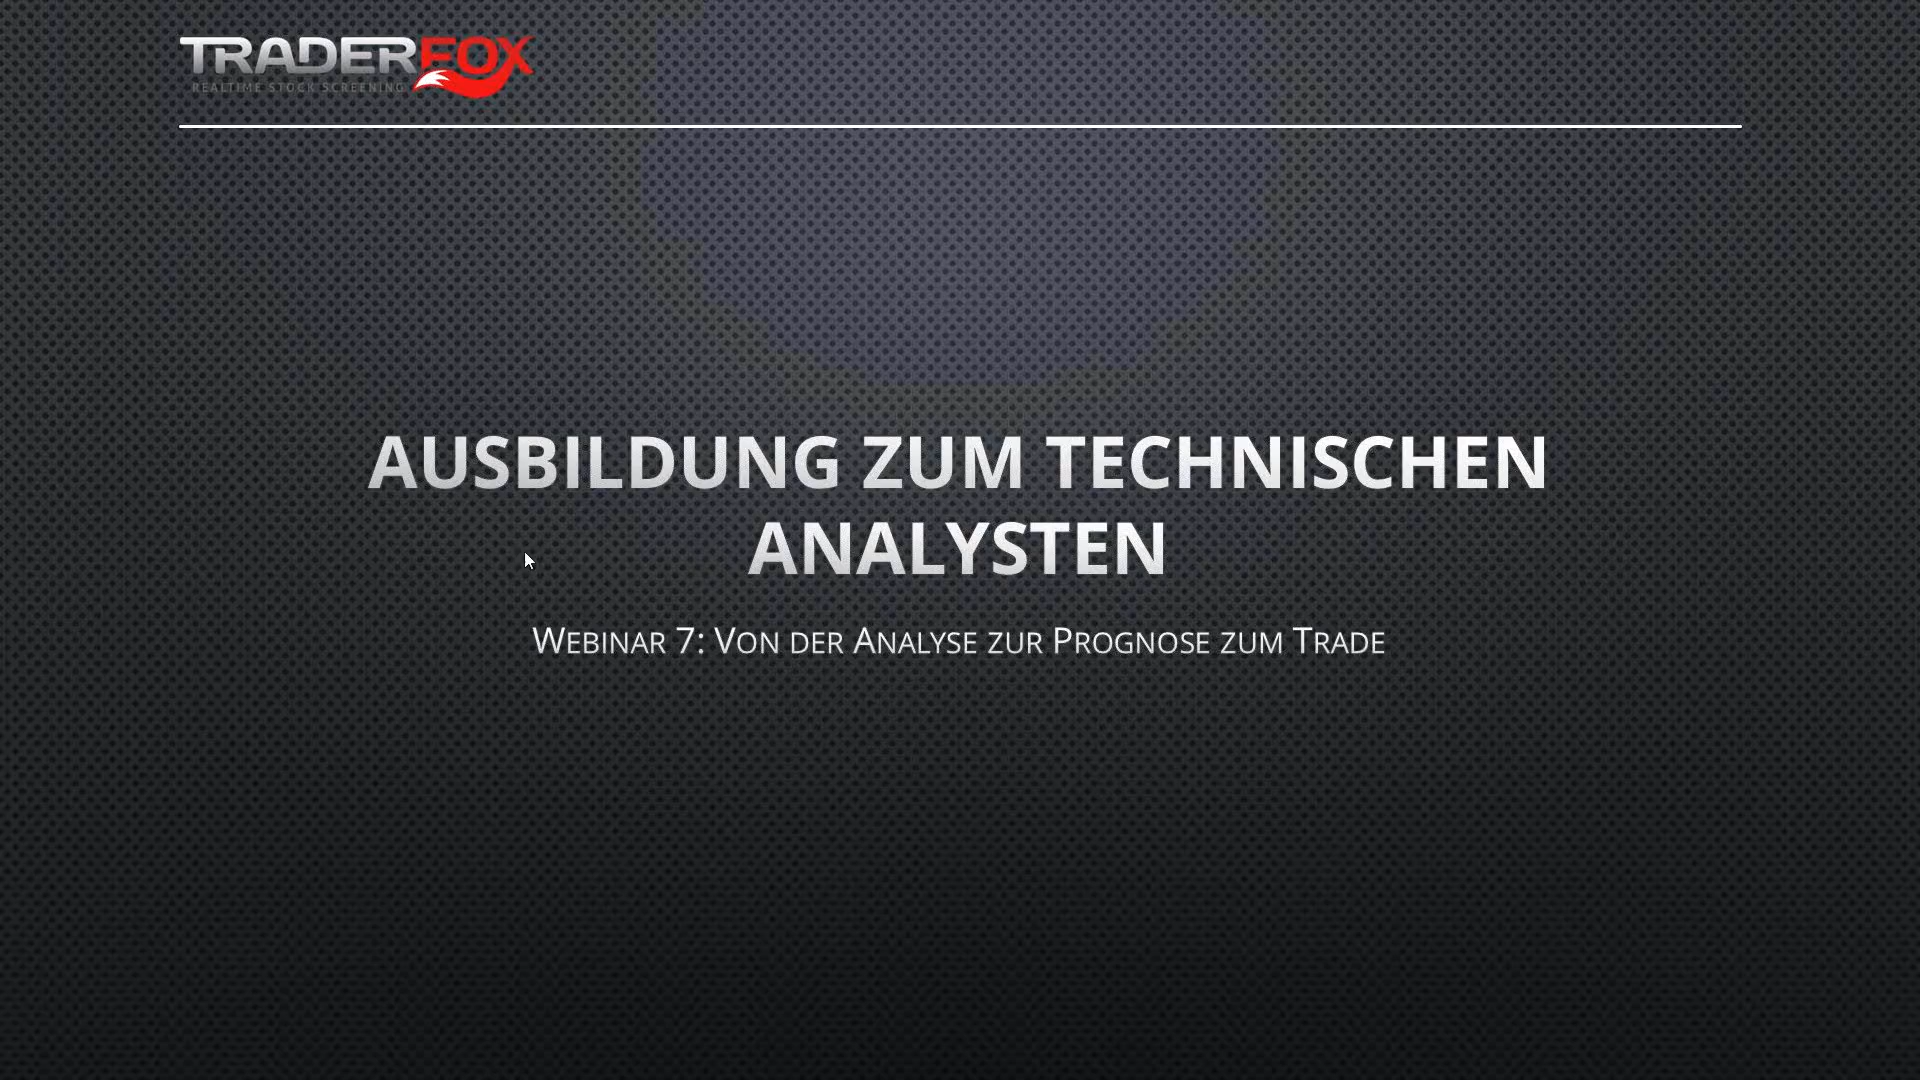 TRADERFOX
REALTIME STOCK SCREENING
AUSBILDUNG ZUM TECHNISCHEN
ANALYSTEN
WEBINAR 7: VON DER ANALYSE ZUR PROGNOSE ZUM TRADE